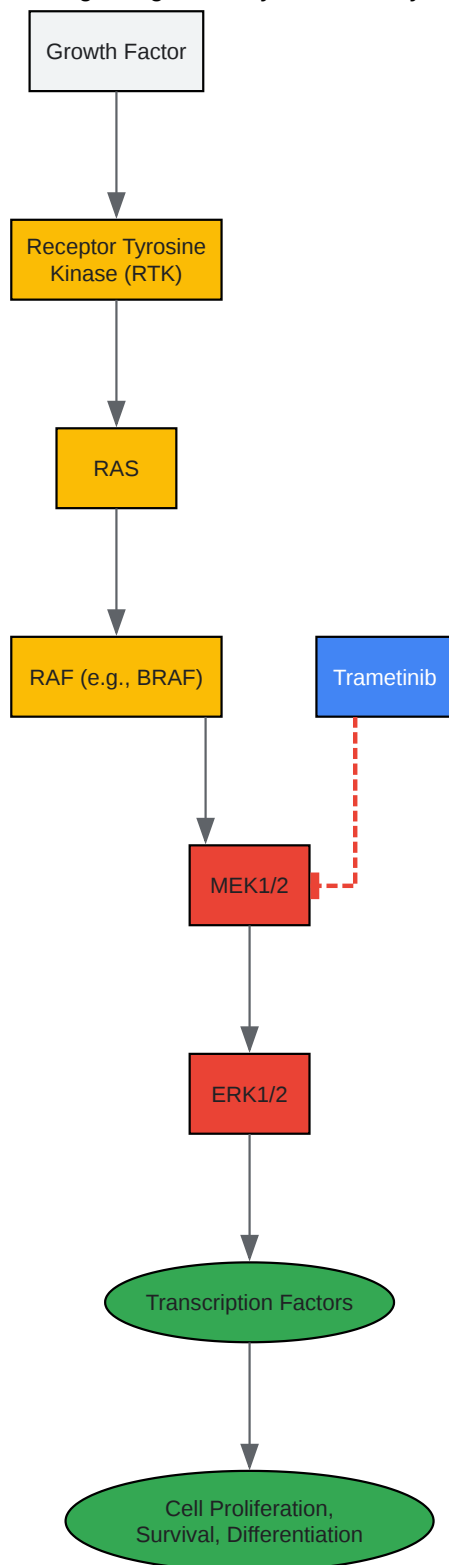 Growth Factor
Receptor Tyrosine
Kinase (RTK)
RAS
RAF (e.g., BRAF)
Trametinib
MEK1/2
ERK1/2
Transcription Factors
Cell Proliferation,
Survival, Differentiation